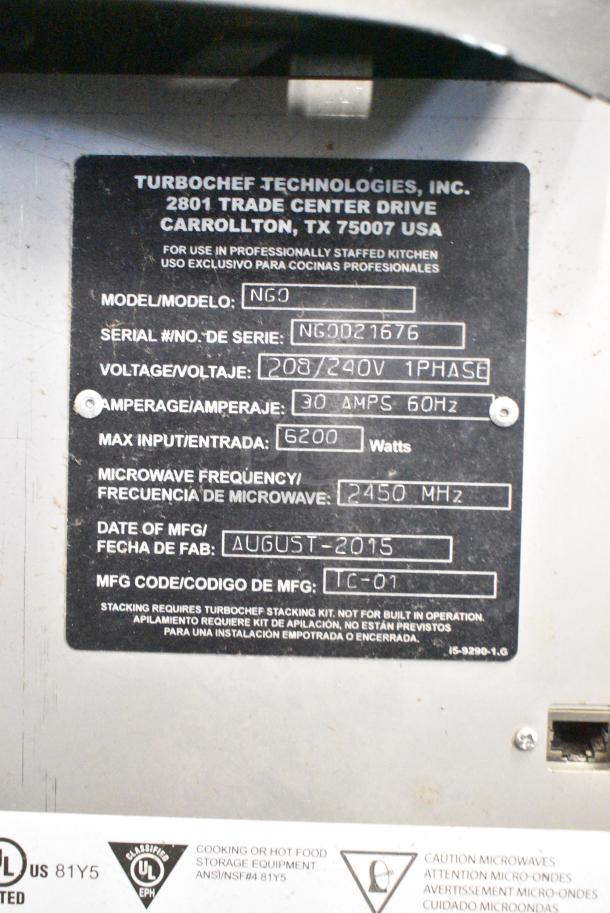 TURBOCHEF TECHNOLOGIES, INC.
2801 TRADE CENTER DRIVE
CARROLLTON, TX 75007 USA
FOR USE IN PROFESSIONALLY STAFFED KITCHEN
USO EXCLUSIVO PARA COCINAS PROFESIONALES
MODEL/MODELO: NGO
SERIAL #/NO. DE SERIE: NGOD21676
VOLTAGE/VOLTAJE: 208/240V 1PHASE
AMPERAGE/AMPERAJE: 30 AMPS 60Hz
MAX INPUT/ENTRADA: 6200 Watts
MICROWAVE FREQUENCY/
FRECUENCIA DE MICROWAVE: 2450 MHz
DATE OF MFG/
FECHA DE FAB: AUGUST-2015
MFG CODE/CODIGO DE MFG: TC-01
STACKING REQUIRES TURBOCHEF STACKING KIT. NOT FOR BUILT IN OPERATION.
APILAMIENTO REQUIERE KIT DE APILACIÓN, NO ESTÁN PREVISTOS
PARA UNA INSTALACIÓN EMPOTRADA O ENCERRADA.
I5-9290-1.G
UL US 81Y5
TED
CLASSIFIED
UL
EPH
COOKING OR HOT FOOD
STORAGE EQUIPMENT
ANSI/NSF#4 81Y5
CAUTION MICROWAVES
ATTENTION MICRO-ONDES
AVERTISSEMENT MICRO-ONDES
CUIDADO MICROONDAS